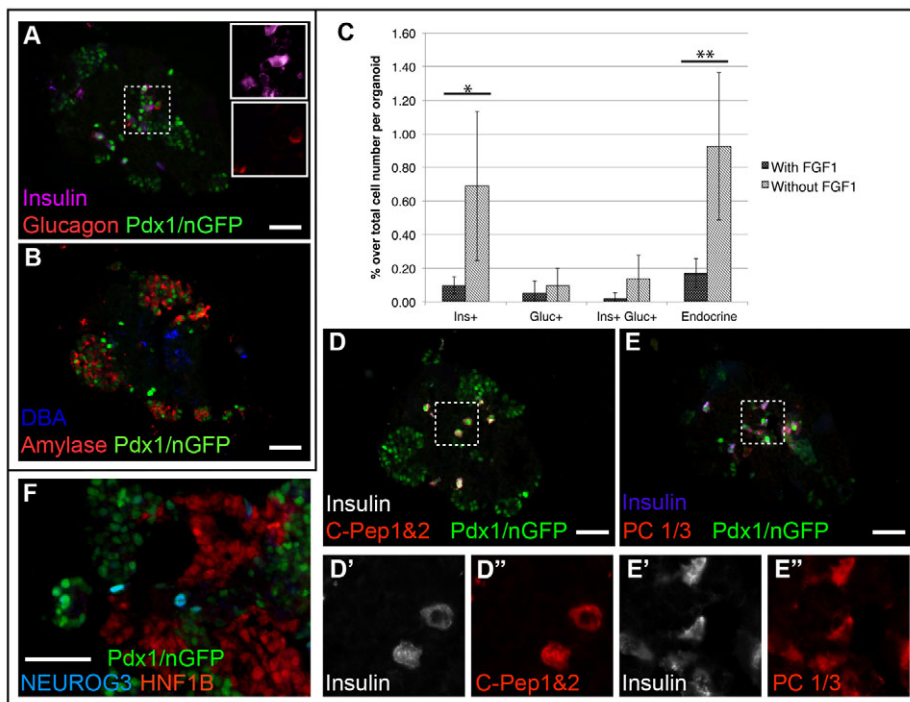 A
Insulin
Glucagon Pdx1/nGFP
B
DBA
Amylase Pdx1/nGFP
C
% over total cell number per organoid
1.60
1.40
1.20
1.00
0.80
0.60
0.40
0.20
0.00
*
**
Ins+
Gluc+
Ins+ Gluc+
Endocrine
With FGF1
Without FGF1
D
Insulin
C-Pep1&2 Pdx1/nGFP
E
Insulin
PC 1/3 Pdx1/nGFP
F
Pdx1/nGFP
NEUROG3 HNF1B
D'
Insulin
D"
C-Pep1&2
E'
Insulin
E"
PC 1/3